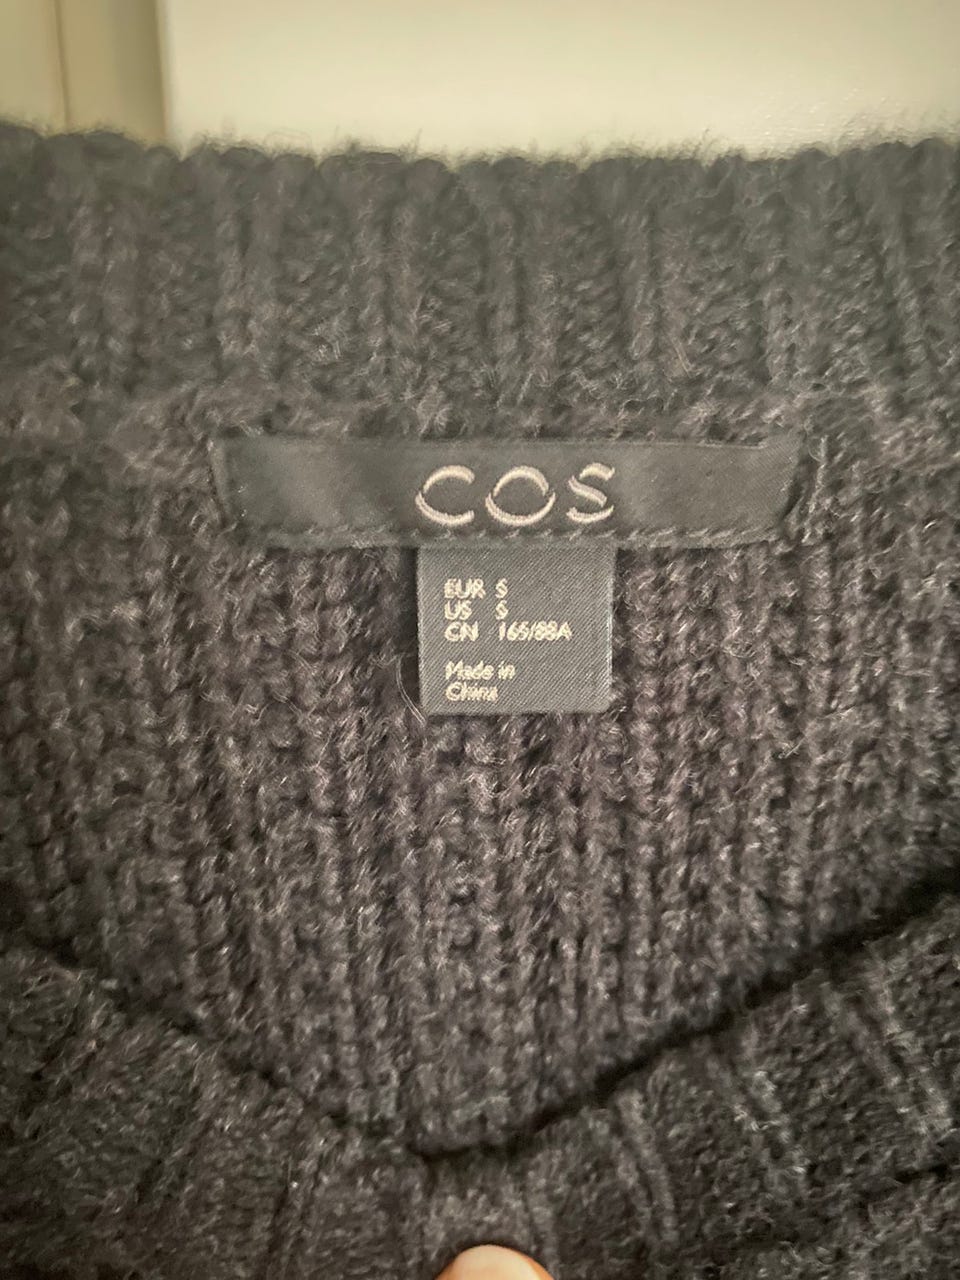 COS
EUR S
US S
CN 165/88A
Made in
China